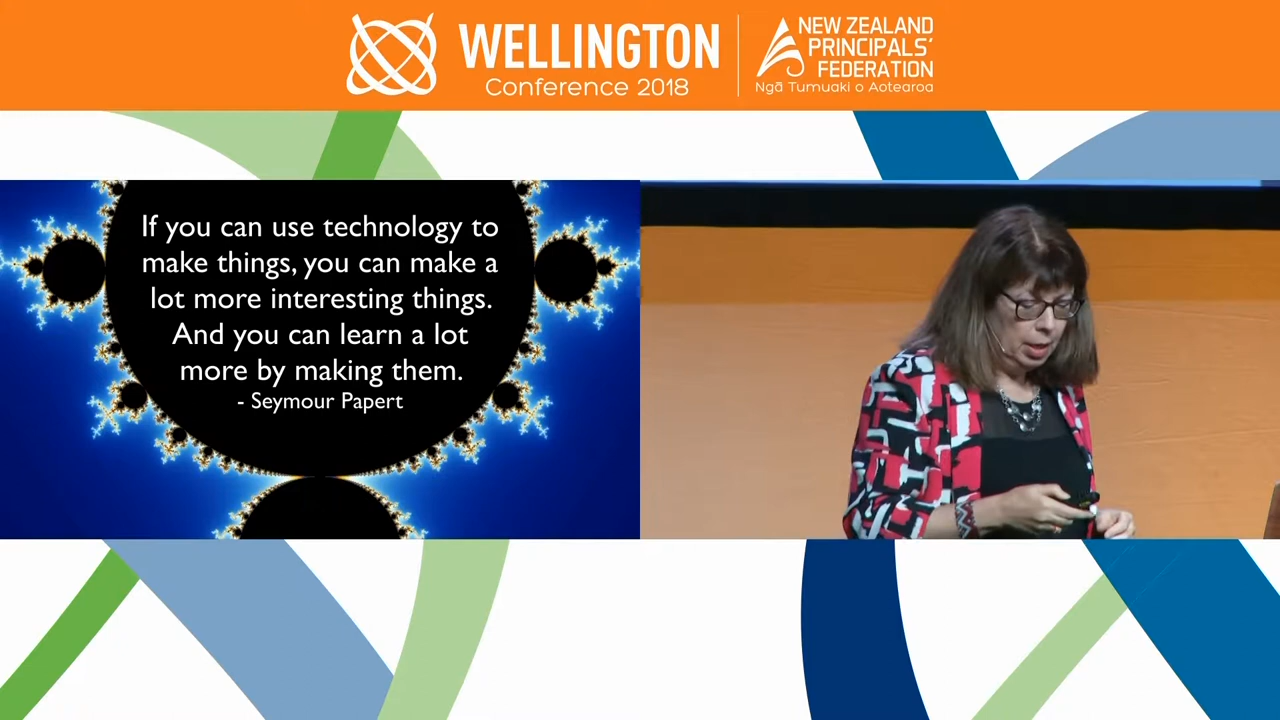 WELLINGTON
Conference 2018
NEW ZEALAND
PRINCIPALS'
FEDERATION
Ngā Tumuaki o Aotearoa
If you can use technology to
make things, you can make a
lot more interesting things.
And you can learn a lot
more by making them.
- Seymour Papert